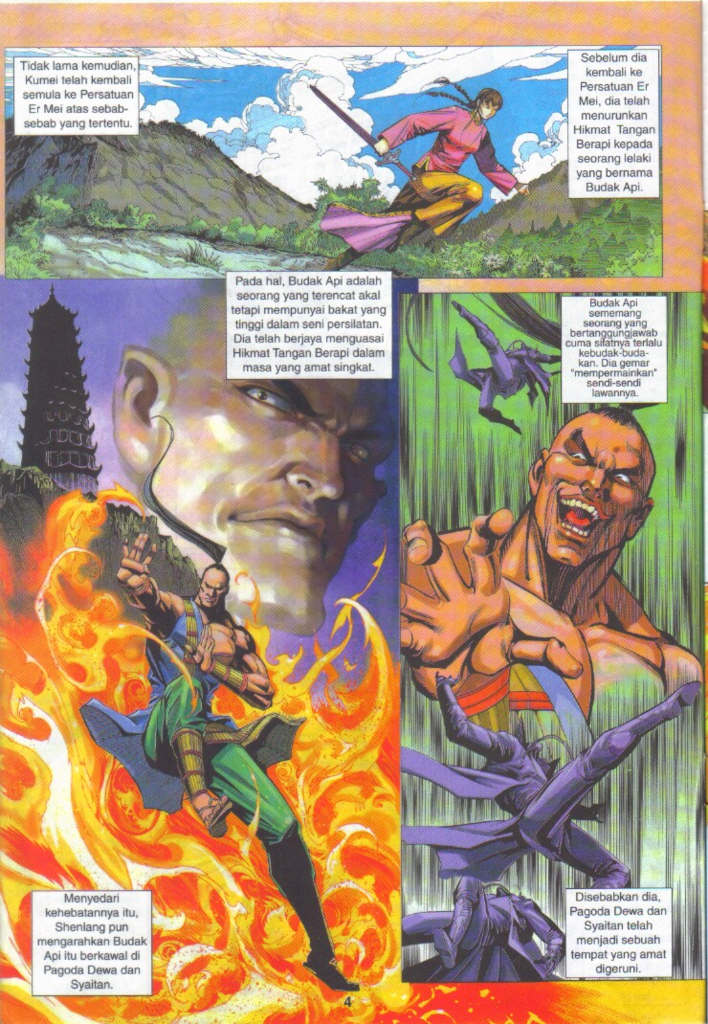 Tidak lama kemudian,
Kumei telah kembali
semula ke Persatuan
Er Mei atas sebab-
sebab yang tertentu.
Sebelum dia
kembali ke
Persatuan Er
Mei, dia telah
menurunkan
Hikmat Tangan
Berapi kepada
seorang lelaki
yang bernama
Budak Api.
Pada hal, Budak Api adalah
seorang yang terencat akal
tetapi mempunyai bakat yang
tinggi dalam seni persilatan.
Dia telah berjaya menguasai
Hikmat Tangan Berapi dalam
masa yang amat singkat.
Budak Api
sememang
seorang yang
bertanggungjawab
cuma sifatnya terlalu
kebudak-buda-
kan. Dia gemar
"mempermainkan"
sendi-sendi
lawannya.
Menyedari
kehebatannya itu,
Shenlang pun
mengarahkan Budak
Api itu berkawal di
Pagoda Dewa dan
Syaitan.
Disebabkan dia,
Pagoda Dewa dan
Syaitan telah
menjadi sebuah
tempat yang amat
digeruni.
4